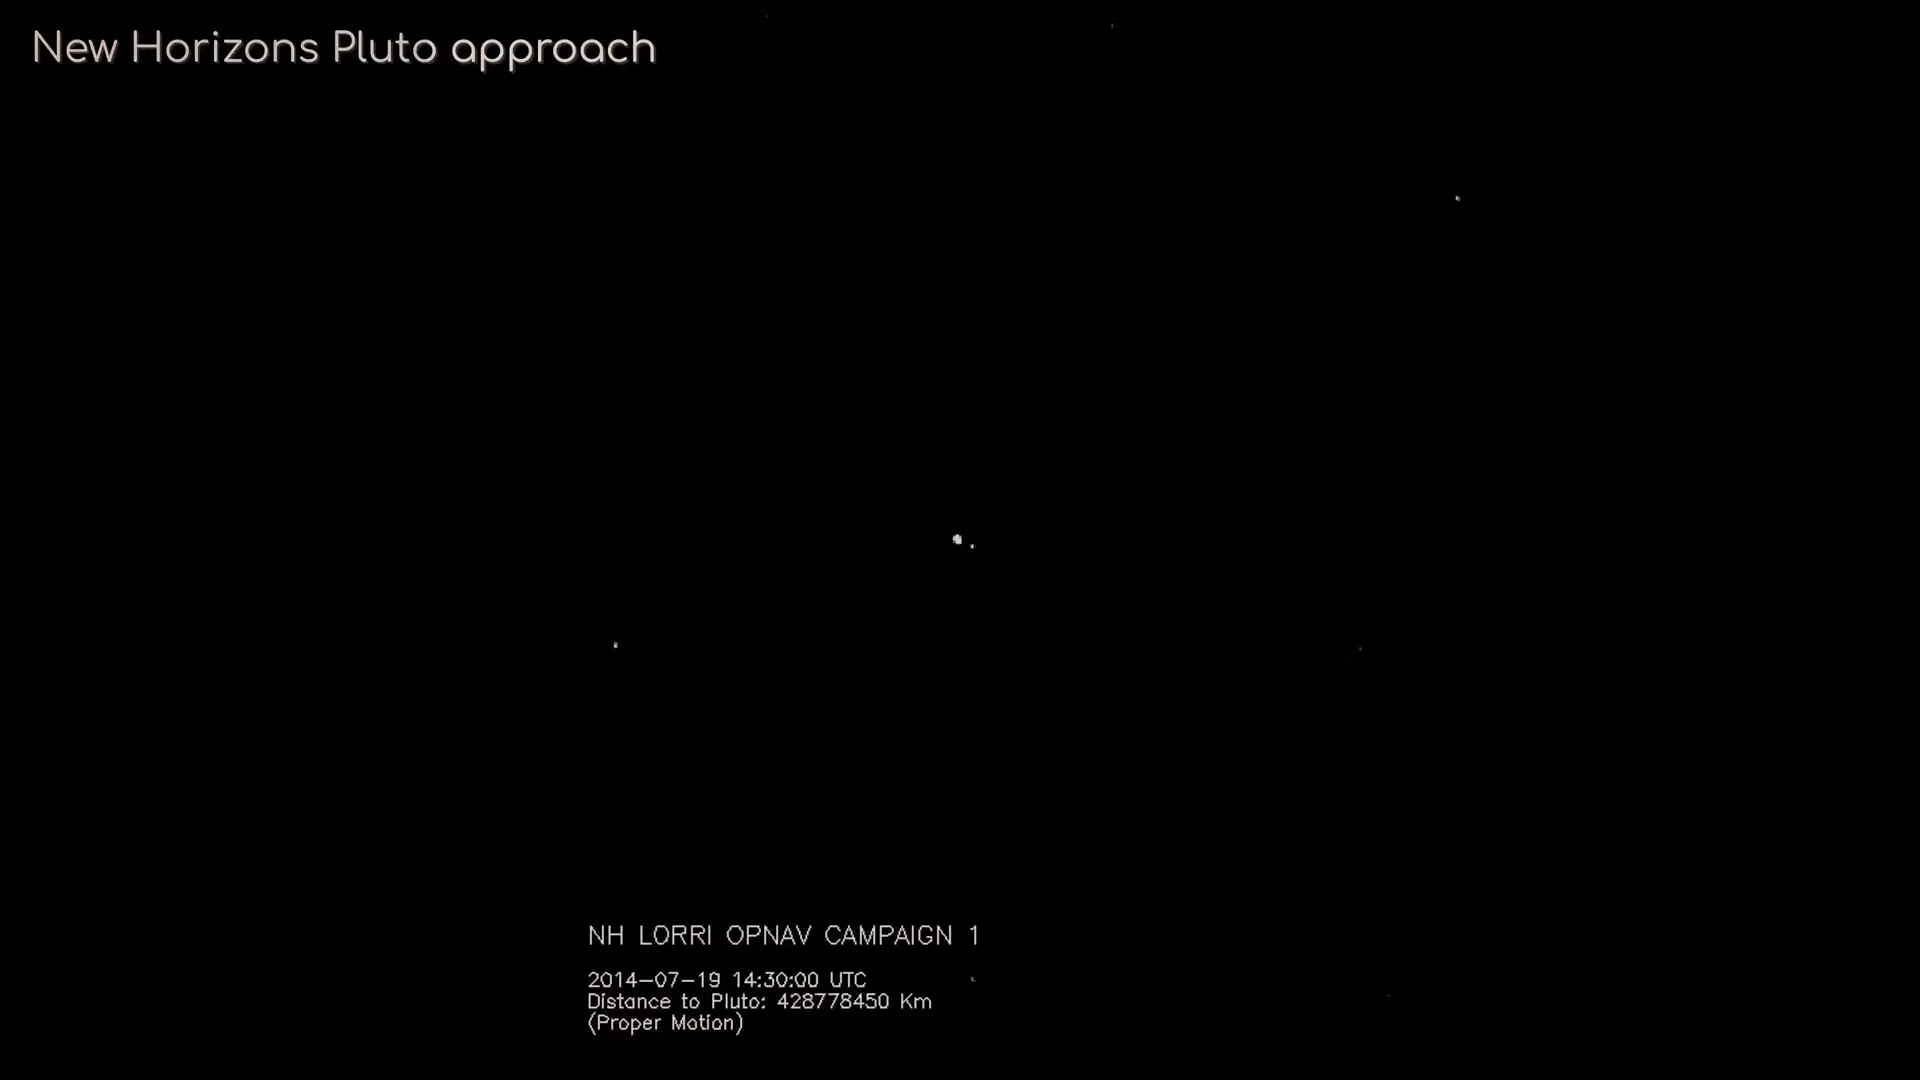 New Horizons Pluto approach
NH LORRI OPNAV CAMPAIGN 1
2014-07-19 14:30:00 UTC
Distance to Pluto: 428778450 Km
(Proper Motion)